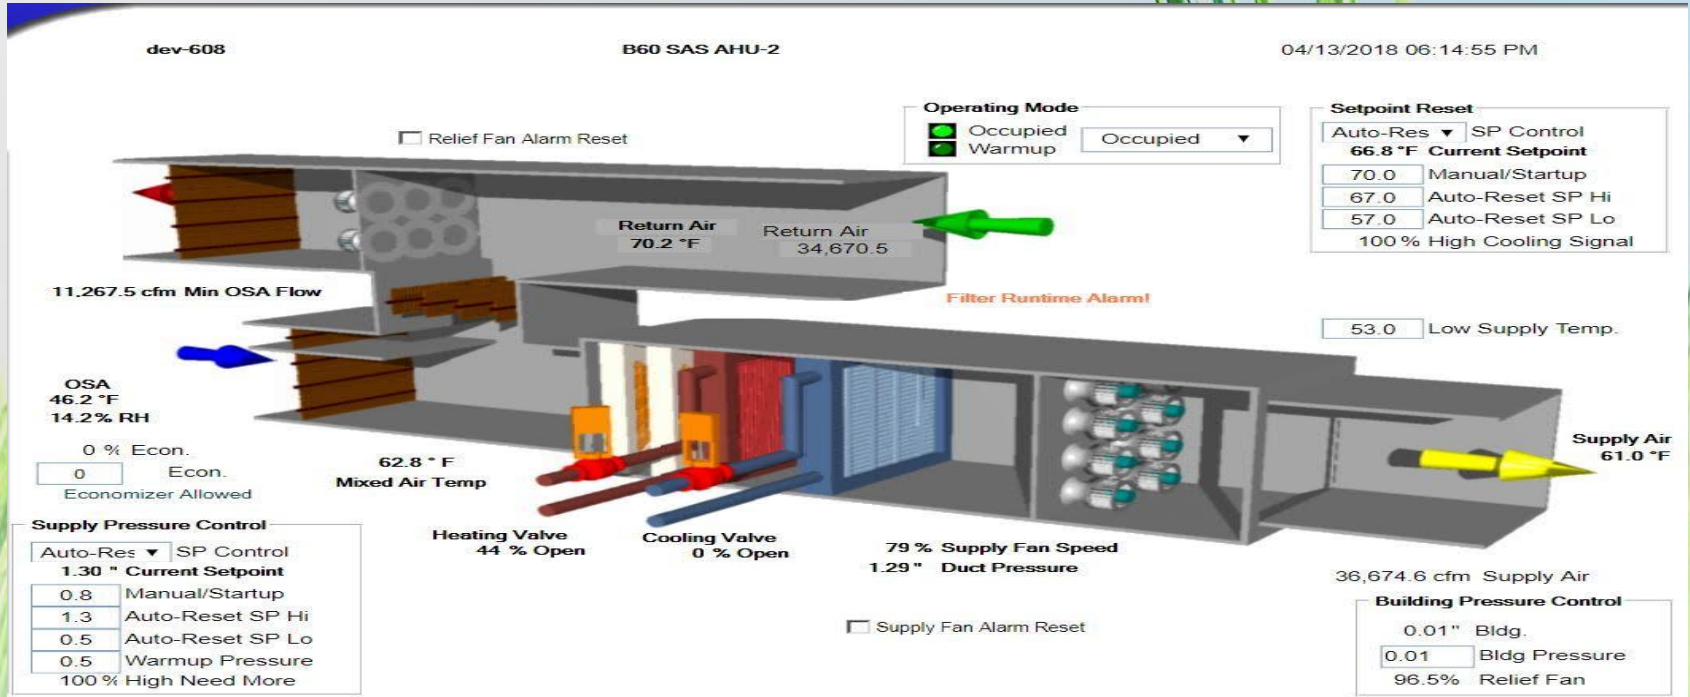 dev-608
B60 SAS AHU-2
04/13/2018 06:14:55 PM
Relief Fan Alarm Reset
Operating Mode
Occupied
Warmup
Occupied
Setpoint Reset
Auto-Res SP Control
66.8 °F Current Setpoint
70.0 Manual/Startup
67.0 Auto-Reset SP Hi
57.0 Auto-Reset SP Lo
100 % High Cooling Signal
Return Air
70.2 °F
Return Air
34,670.5
11,267.5 cfm Min OSA Flow
Filter Runtime Alarm!
53.0 Low Supply Temp.
OSA
46.2 °F
14.2% RH
0 % Econ.
0 Econ.
Economizer Allowed
62.8 ° F
Mixed Air Temp
Supply Air
61.0 °F
Supply Pressure Control
Auto-Res SP Control
1.30 " Current Setpoint
0.8 Manual/Startup
1.3 Auto-Reset SP Hi
0.5 Auto-Reset SP Lo
0.5 Warmup Pressure
100 % High Need More
Heating Valve
44 % Open
Cooling Valve
0 % Open
79 % Supply Fan Speed
1.29 " Duct Pressure
Supply Fan Alarm Reset
36,674.6 cfm Supply Air
Building Pressure Control
0.01" Bldg.
0.01 Bldg Pressure
96.5% Relief Fan